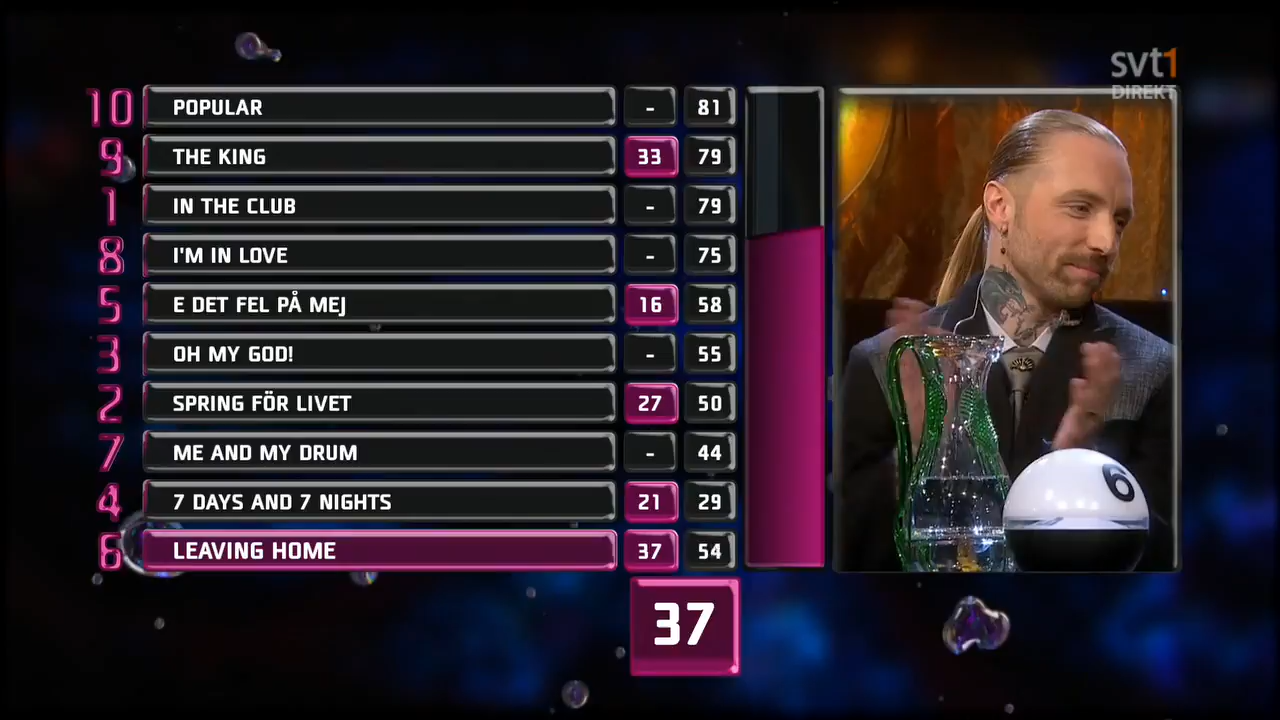 svt1
DIREKT
10 POPULAR - 81
9 THE KING 33 79
1 IN THE CLUB - 79
8 I'M IN LOVE - 75
5 E DET FEL PÅ MEJ 16 58
3 OH MY GOD! - 55
2 SPRING FÖR LIVET 27 50
7 ME AND MY DRUM - 44
4 7 DAYS AND 7 NIGHTS 21 29
6 LEAVING HOME 37 54
6
37